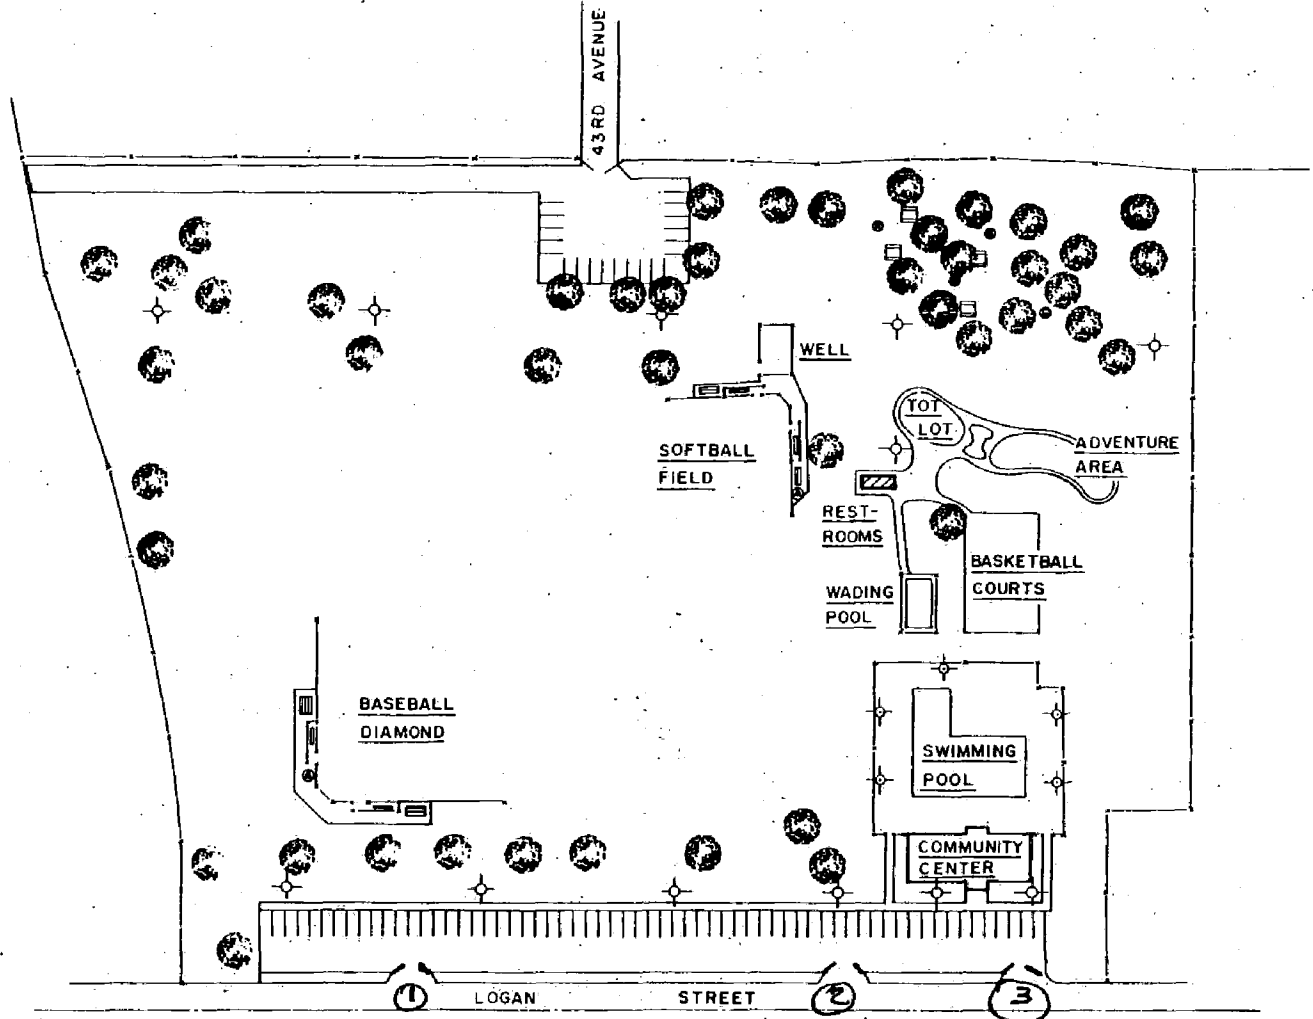 43RD AVENUE
WELL
TOT
LOT
ADVENTURE
AREA
SOFTBALL
FIELD
REST-
ROOMS
BASKETBALL
COURTS
WADING
POOL
BASEBALL
DIAMOND
SWIMMING
POOL
COMMUNITY
CENTER
1 LOGAN STREET 2 3